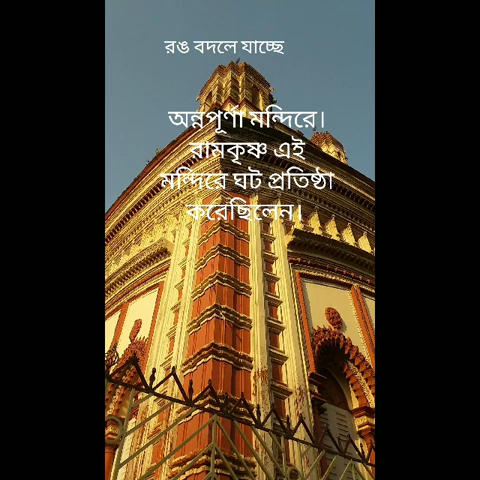 রঙ বদলে যাচ্ছে
অন্নপূর্ণা মন্দিরে।
রামকৃষ্ণ এই
মন্দিরে ঘট প্রতিষ্ঠা
করেছিলেন।